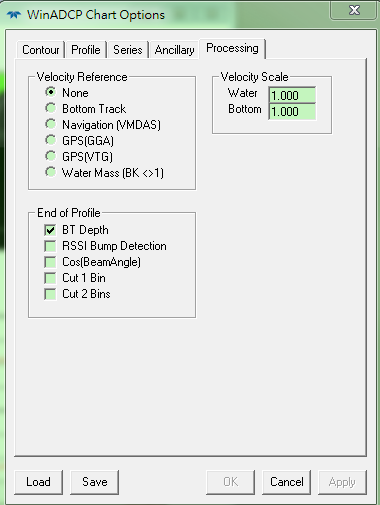 WinADCP Chart Options
Contour Profile Series Ancillary Processing
Velocity Reference
None
Bottom Track
Navigation (VMDAS)
GPS(GGA)
GPS(VTG)
Water Mass (BK <>1)
Velocity Scale
Water 1.000
Bottom 1.000
End of Profile
BT Depth
RSSI Bump Detection
Cos(BeamAngle)
Cut 1 Bin
Cut 2 Bins
Load Save OK Cancel Apply